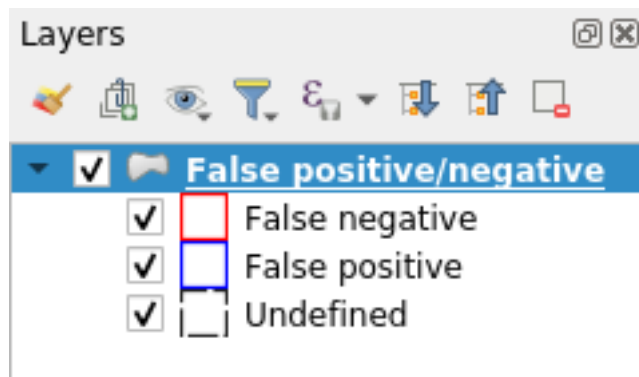 Layers
False positive/negative
False negative
False positive
Undefined